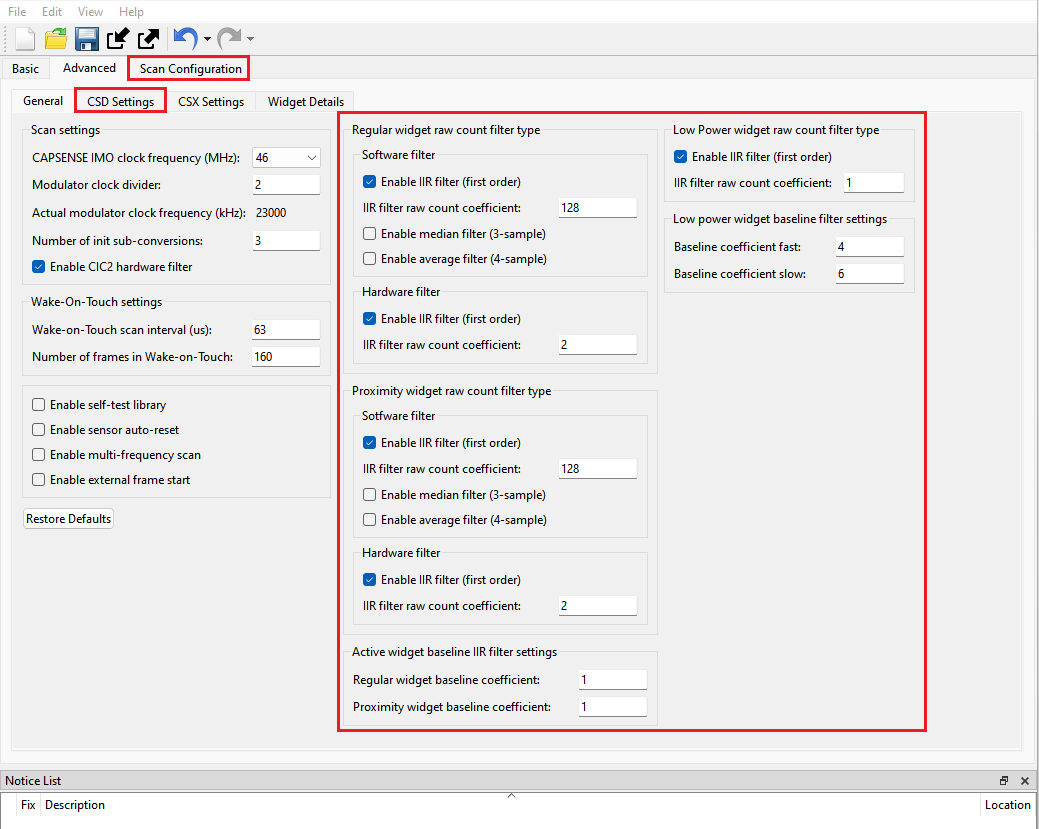 File Edit View Help
Basic Advanced Scan Configuration
General CSD Settings CSX Settings Widget Details
Scan settings
CAPSENSE IMO clock frequency (MHz): 46
Modulator clock divider: 2
Actual modulator clock frequency (kHz): 23000
Number of init sub-conversions: 3
Enable CIC2 hardware filter
Wake-On-Touch settings
Wake-on-Touch scan interval (us): 63
Number of frames in Wake-on-Touch: 160
Enable self-test library
Enable sensor auto-reset
Enable multi-frequency scan
Enable external frame start
Restore Defaults
Regular widget raw count filter type
Software filter
Enable IIR filter (first order)
IIR filter raw count coefficient: 128
Enable median filter (3-sample)
Enable average filter (4-sample)
Hardware filter
Enable IIR filter (first order)
IIR filter raw count coefficient: 2
Proximity widget raw count filter type
Sotfware filter
Enable IIR filter (first order)
IIR filter raw count coefficient: 128
Enable median filter (3-sample)
Enable average filter (4-sample)
Hardware filter
Enable IIR filter (first order)
IIR filter raw count coefficient: 2
Active widget baseline IIR filter settings
Regular widget baseline coefficient: 1
Proximity widget baseline coefficient: 1
Low Power widget raw count filter type
Enable IIR filter (first order)
IIR filter raw count coefficient: 1
Low power widget baseline filter settings
Baseline coefficient fast: 4
Baseline coefficient slow: 6
Notice List
Fix Description Location